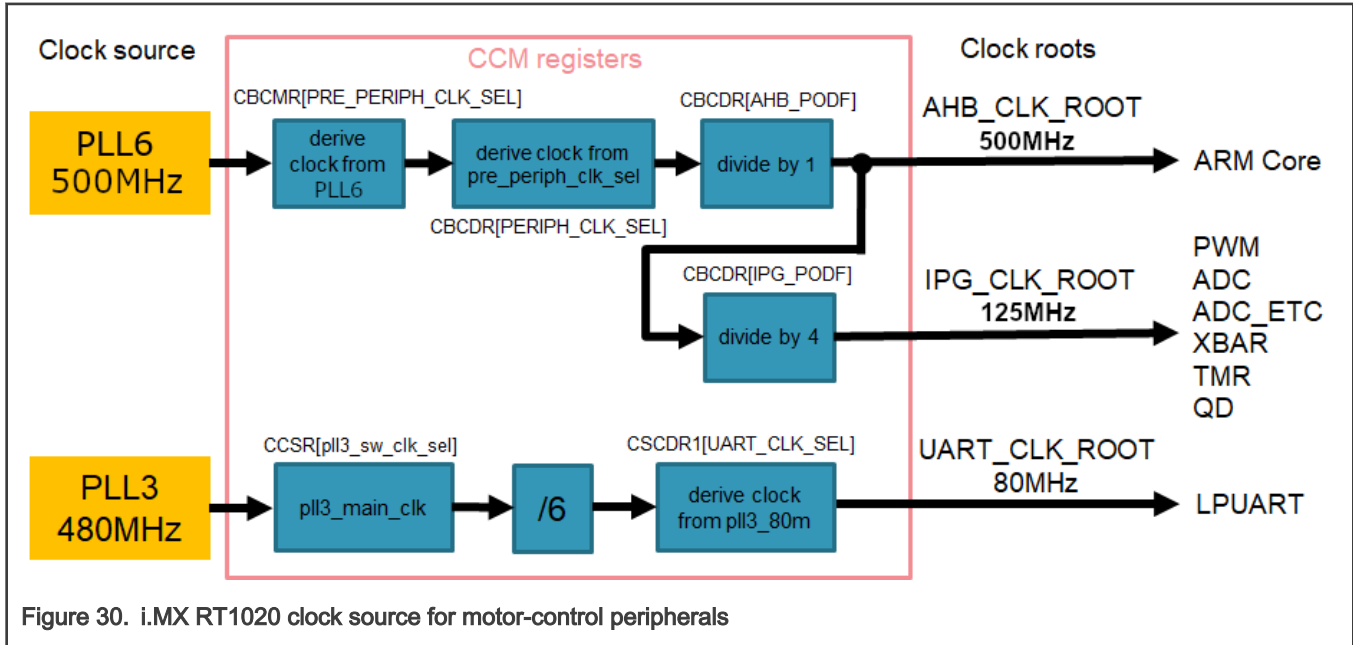 Clock source
CCM registers
Clock roots
CBCMR[PRE_PERIPH_CLK_SEL]
CBCDR[AHB_PODF]
AHB_CLK_ROOT
500MHz
PLL6
500MHz
derive
clock from
PLL6
derive clock from
pre_periph_clk_sel
divide by 1
ARM Core
CBCDR[PERIPH_CLK_SEL]
CBCDR[IPG_PODF]
IPG_CLK_ROOT
125MHz
divide by 4
PWM
ADC
ADC_ETC
XBAR
TMR
QD
CCSR[pll3_sw_clk_sel]
CSCDR1[UART_CLK_SEL]
UART_CLK_ROOT
80MHz
PLL3
480MHz
pll3_main_clk
/6
derive clock
from pll3_80m
LPUART
Figure 30. i.MX RT1020 clock source for motor-control peripherals